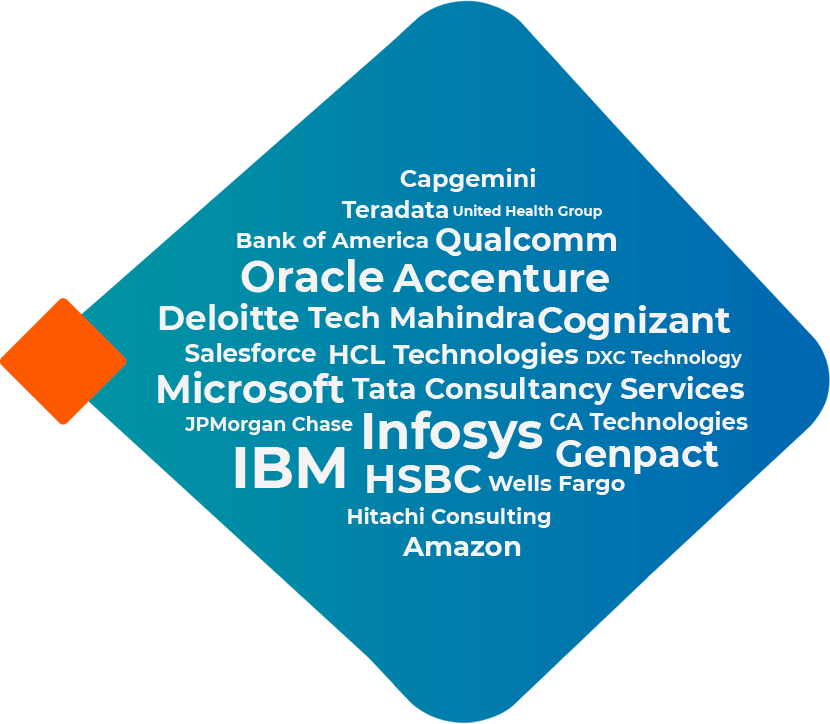 Capgemini
Teradata United Health Group
Bank of America Qualcomm
Oracle Accenture
Deloitte Tech Mahindra Cognizant
Salesforce HCL Technologies DXC Technology
Microsoft Tata Consultancy Services
JPMorgan Chase Infosys CA Technologies
IBM HSBC Genpact
Wells Fargo
Hitachi Consulting
Amazon